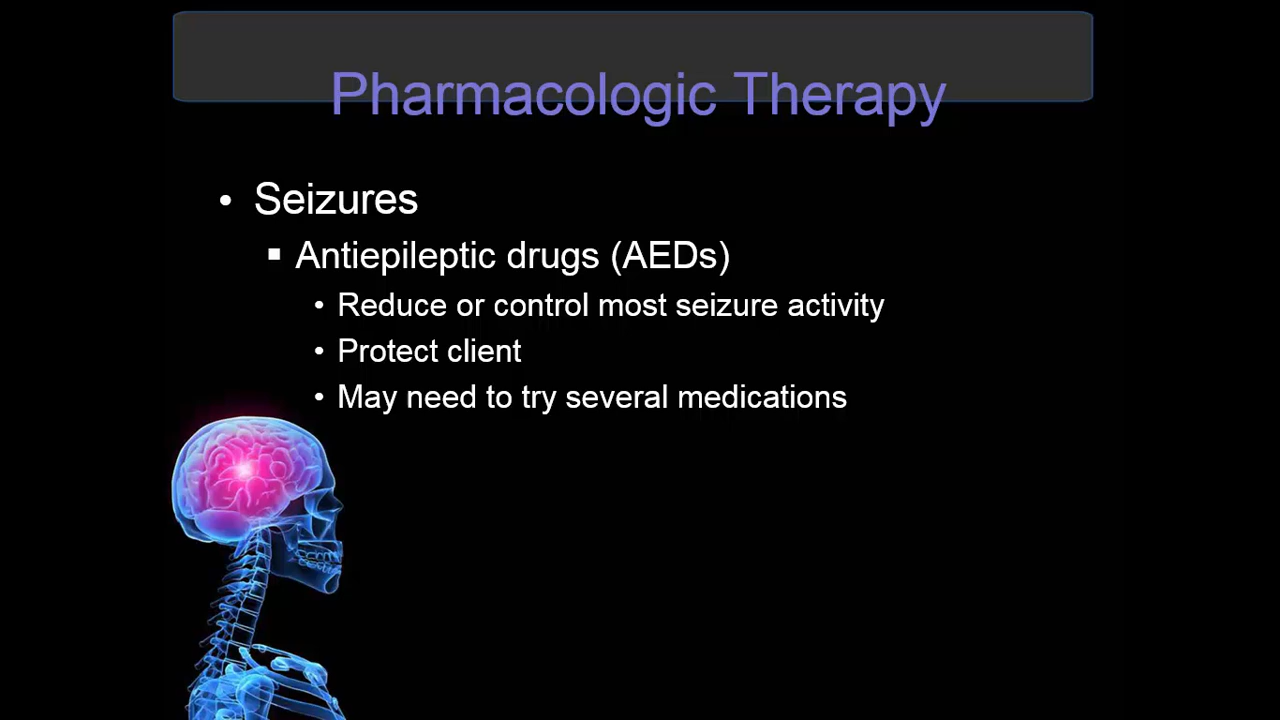 Pharmacologic Therapy
• Seizures
▪ Antiepileptic drugs (AEDs)
• Reduce or control most seizure activity
• Protect client
• May need to try several medications